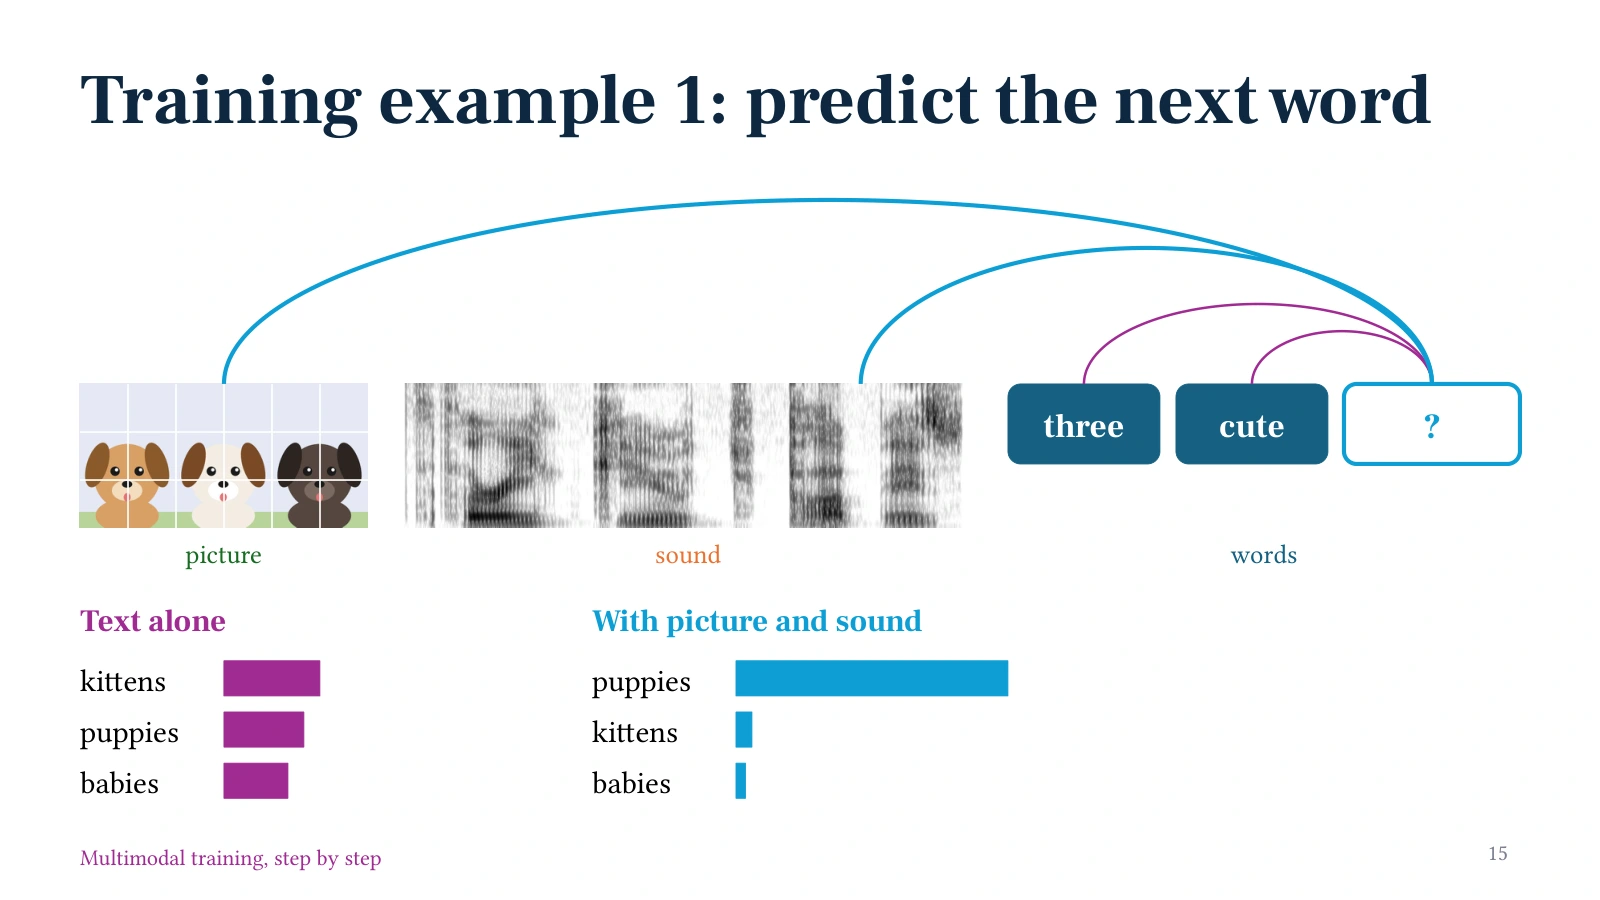 Training example 1: predict the next word
three
cute
?
picture
sound
words
Text alone
kittens
puppies
babies
With picture and sound
puppies
kittens
babies
Multimodal training, step by step
15